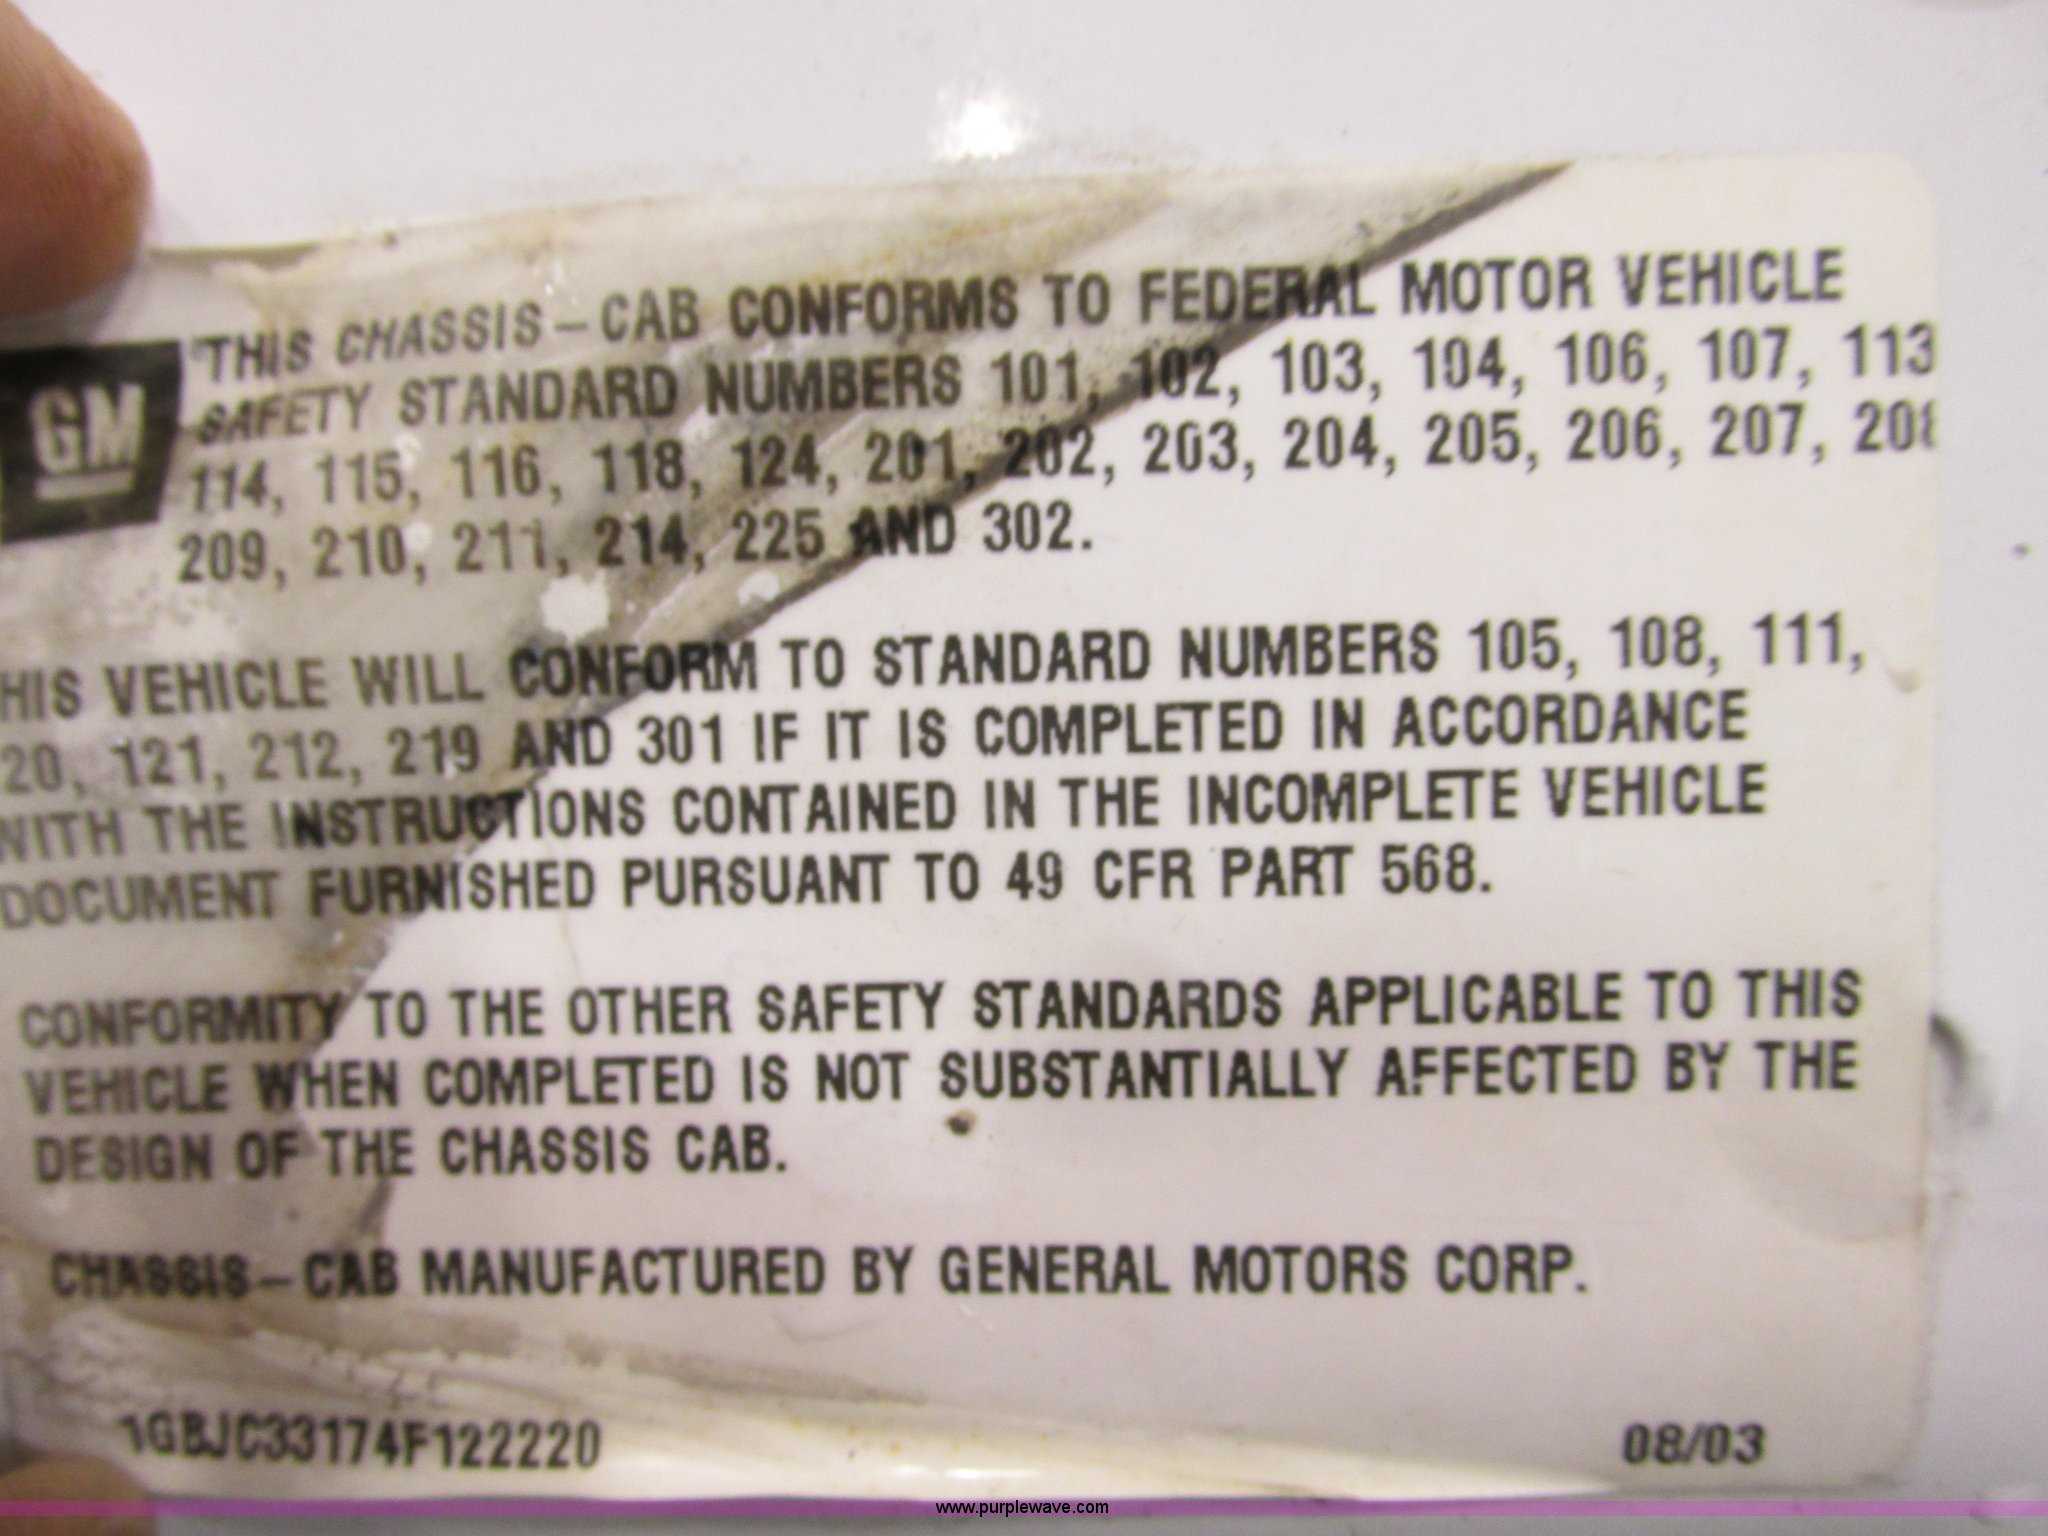 GM
THIS CHASSIS-CAB CONFORMS TO FEDERAL MOTOR VEHICLE
SAFETY STANDARD NUMBERS 101, 102, 103, 104, 106, 107, 113
114, 115, 116, 118, 124, 201, 202, 203, 204, 205, 206, 207, 208
209, 210, 211, 214, 225 AND 302.
HIS VEHICLE WILL CONFORM TO STANDARD NUMBERS 105, 108, 111,
20, 121, 212, 219 AND 301 IF IT IS COMPLETED IN ACCORDANCE
WITH THE INSTRUCTIONS CONTAINED IN THE INCOMPLETE VEHICLE
DOCUMENT FURNISHED PURSUANT TO 49 CFR PART 568.
CONFORMITY TO THE OTHER SAFETY STANDARDS APPLICABLE TO THIS
VEHICLE WHEN COMPLETED IS NOT SUBSTANTIALLY AFFECTED BY THE
DESIGN OF THE CHASSIS CAB.
CHASSIS-CAB MANUFACTURED BY GENERAL MOTORS CORP.
1GBJC33174F122220 08/03
www.purplewave.com